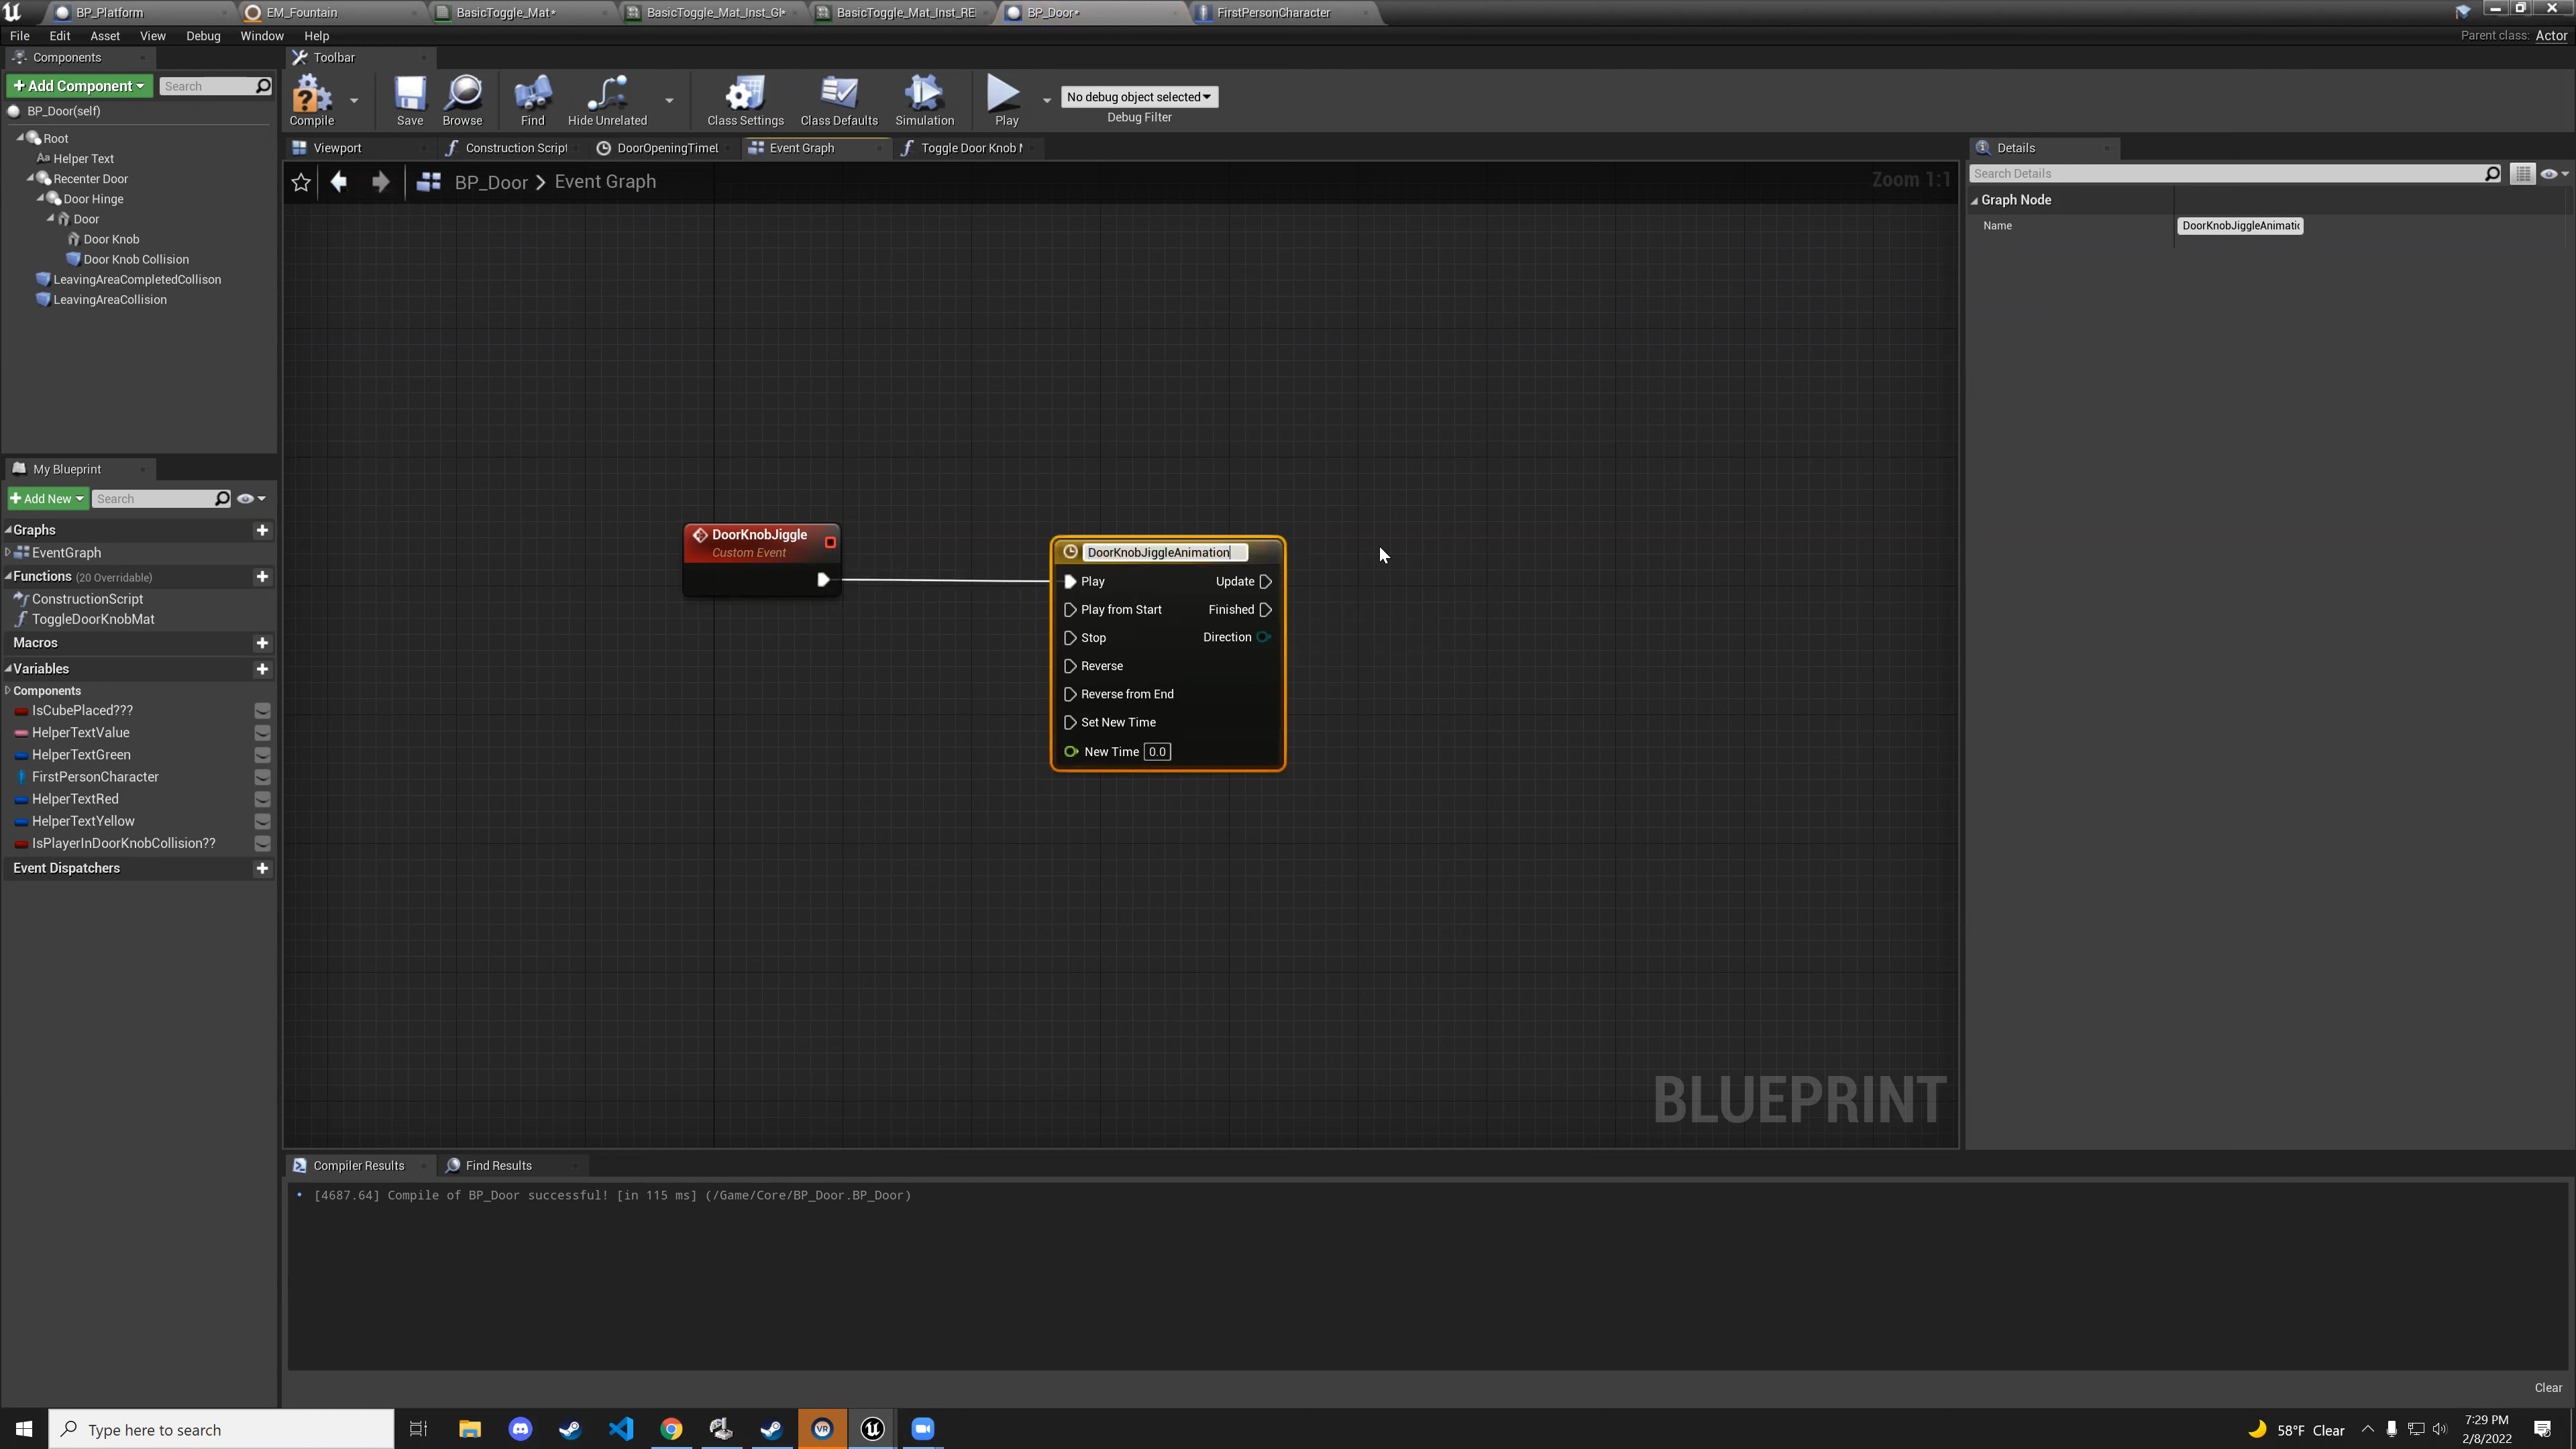 BP_Platform
EM_Fountain
BasicToggle_Mat*
BasicToggle_Mat_Inst_GI*
BasicToggle_Mat_Inst_RE
BP_Door*
FirstPersonCharacter
File Edit Asset View Debug Window Help
Parent class: Actor
Components
Toolbar
+ Add Component
Search
BP_Door(self)
Root
Helper Text
Recenter Door
Door Hinge
Door
Door Knob
Door Knob Collision
LeavingAreaCompletedCollison
LeavingAreaCollision
Compile
Save
Browse
Find
Hide Unrelated
Class Settings
Class Defaults
Simulation
Play
No debug object selected
Debug Filter
Viewport
Construction Script
DoorOpeningTimel
Event Graph
Toggle Door Knob M
BP_Door > Event Graph
Zoom 1:1
My Blueprint
+ Add New
Search
Graphs
EventGraph
Functions (20 Overridable)
ConstructionScript
ToggleDoorKnobMat
Macros
Variables
Components
IsCubePlaced???
HelperTextValue
HelperTextGreen
FirstPersonCharacter
HelperTextRed
HelperTextYellow
IsPlayerInDoorKnobCollision??
Event Dispatchers
DoorKnobJiggle
Custom Event
DoorKnobJiggleAnimation
Play
Update
Play from Start
Finished
Stop
Direction
Reverse
Reverse from End
Set New Time
New Time 0.0
BLUEPRINT
Details
Search Details
Graph Node
Name
DoorKnobJiggleAnimatic
Compiler Results
Find Results
[4687.64] Compile of BP_Door successful! [in 115 ms] (/Game/Core/BP_Door.BP_Door)
Clear
Type here to search
VR
58°F Clear
7:29 PM
2/8/2022